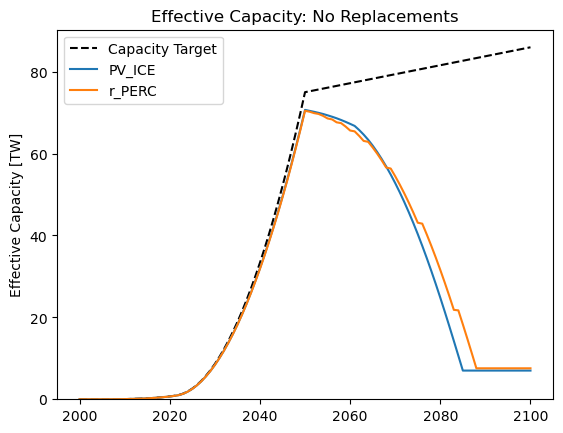 Effective Capacity: No Replacements
Capacity Target
PV_ICE
r_PERC
Effective Capacity [TW]
80
60
40
20
0
2000 2020 2040 2060 2080 2100